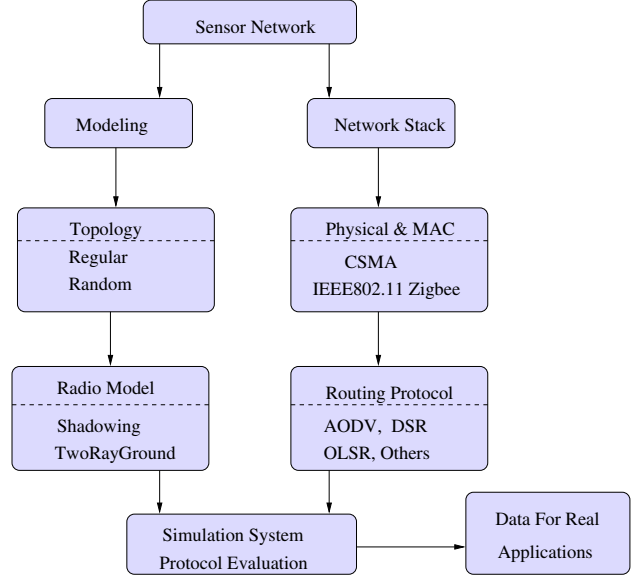 Sensor Network
Modeling
Network Stack
Topology
Regular
Random
Physical & MAC
CSMA
IEEE802.11 Zigbee
Radio Model
Shadowing
TwoRayGround
Routing Protocol
AODV, DSR
OLSR, Others
Simulation System
Protocol Evaluation
Data For Real
Applications